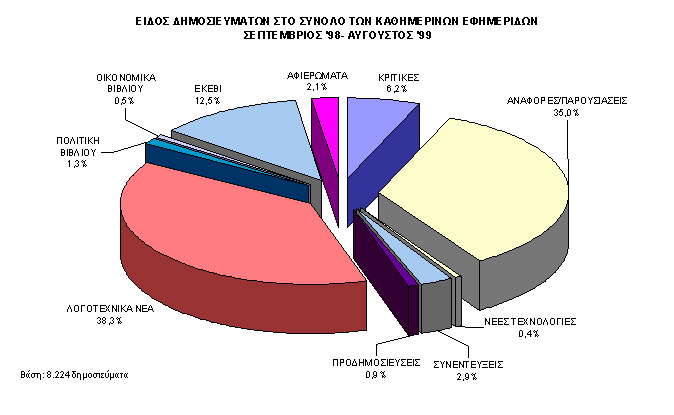 ΕΙΔΟΣ ΔΗΜΟΣΙΕΥΜΑΤΩΝ ΣΤΟ ΣΥΝΟΛΟ ΤΩΝ ΚΑΘΗΜΕΡΙΝΩΝ ΕΦΗΜΕΡΙΔΩΝ
ΣΕΠΤΕΜΒΡΙΟΣ '98- ΑΥΓΟΥΣΤΟΣ '99
ΟΙΚΟΝΟΜΙΚΑ
ΒΙΒΛΙΟΥ
0,5%
ΕΚΕΒΙ
12,5%
ΑΦΙΕΡΩΜΑΤΑ
2,1%
ΚΡΙΤΙΚΕΣ
6,2%
ΑΝΑΦΟΡΕΣ/ΠΑΡΟΥΣΙΑΣΕΙΣ
35,0%
ΠΟΛΙΤΙΚΗ
ΒΙΒΛΙΟΥ
1,3%
ΛΟΓΟΤΕΧΝΙΚΑ ΝΕΑ
38,3%
ΝΕΕΣ ΤΕΧΝΟΛΟΓΙΕΣ
0,4%
ΠΡΟΔΗΜΟΣΙΕΥΣΕΙΣ
0,9%
ΣΥΝΕΝΤΕΥΞΕΙΣ
2,9%
Βάση: 8.224 δημοσιεύματα